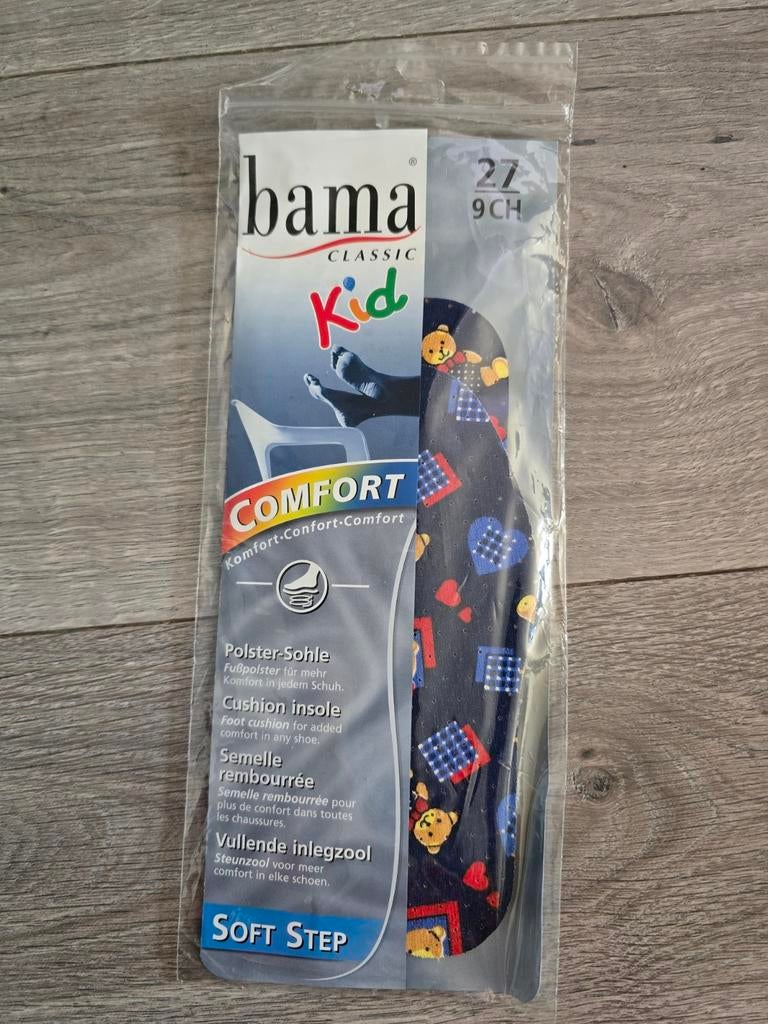 bama®
CLASSIC
Kid
27
9 CH
COMFORT
Komfort·Confort·Comfort
Polster-Sohle
Fußpolster für mehr
Komfort in jedem Schuh.
Cushion insole
Foot cushion for added
comfort in any shoe.
Semelle
rembourrée
Semelle rembourrée pour
plus de confort dans toutes
les chaussures.
Vullende inlegzool
Steunzool voor meer
comfort in elke schoen.
SOFT STEP